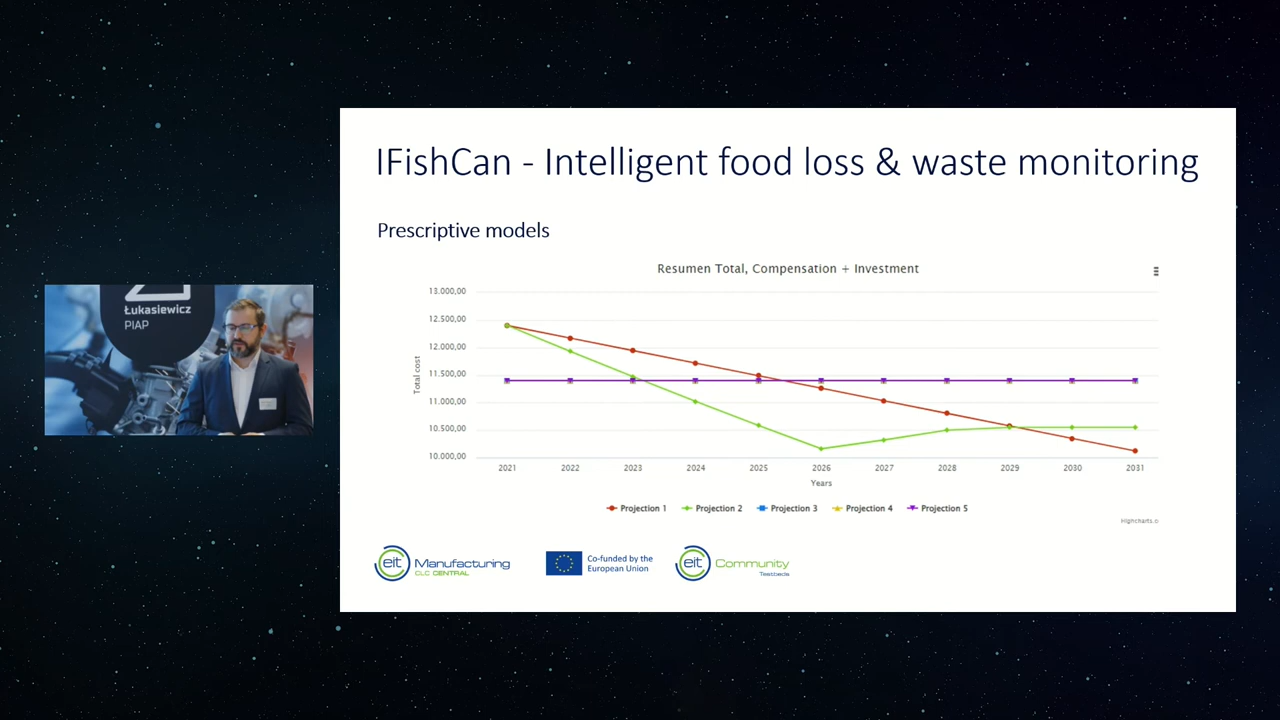 IFishCan - Intelligent food loss & waste monitoring
Prescriptive models
Resumen Total, Compensation + Investment
13.000,00
12.500,00
12.000,00
11.500,00
11.000,00
10.500,00
10.000,00
Total cost
2021 2022 2023 2024 2025 2026 2027 2028 2029 2030 2031
Years
Projection 1 Projection 2 Projection 3 Projection 4 Projection 5
Highcharts ©
Łukasiewicz
PIAP
eit Manufacturing
CLC CENTRAL
Co-funded by the
European Union
eit Community
Testbeds